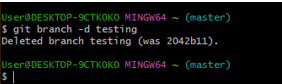 User@DESKTOP-9CTKOKO MINGW64 ~ (master)
$ git branch -d testing
Deleted branch testing (was 2042b11).
User@DESKTOP-9CTKOKO MINGW64 ~ (master)
$